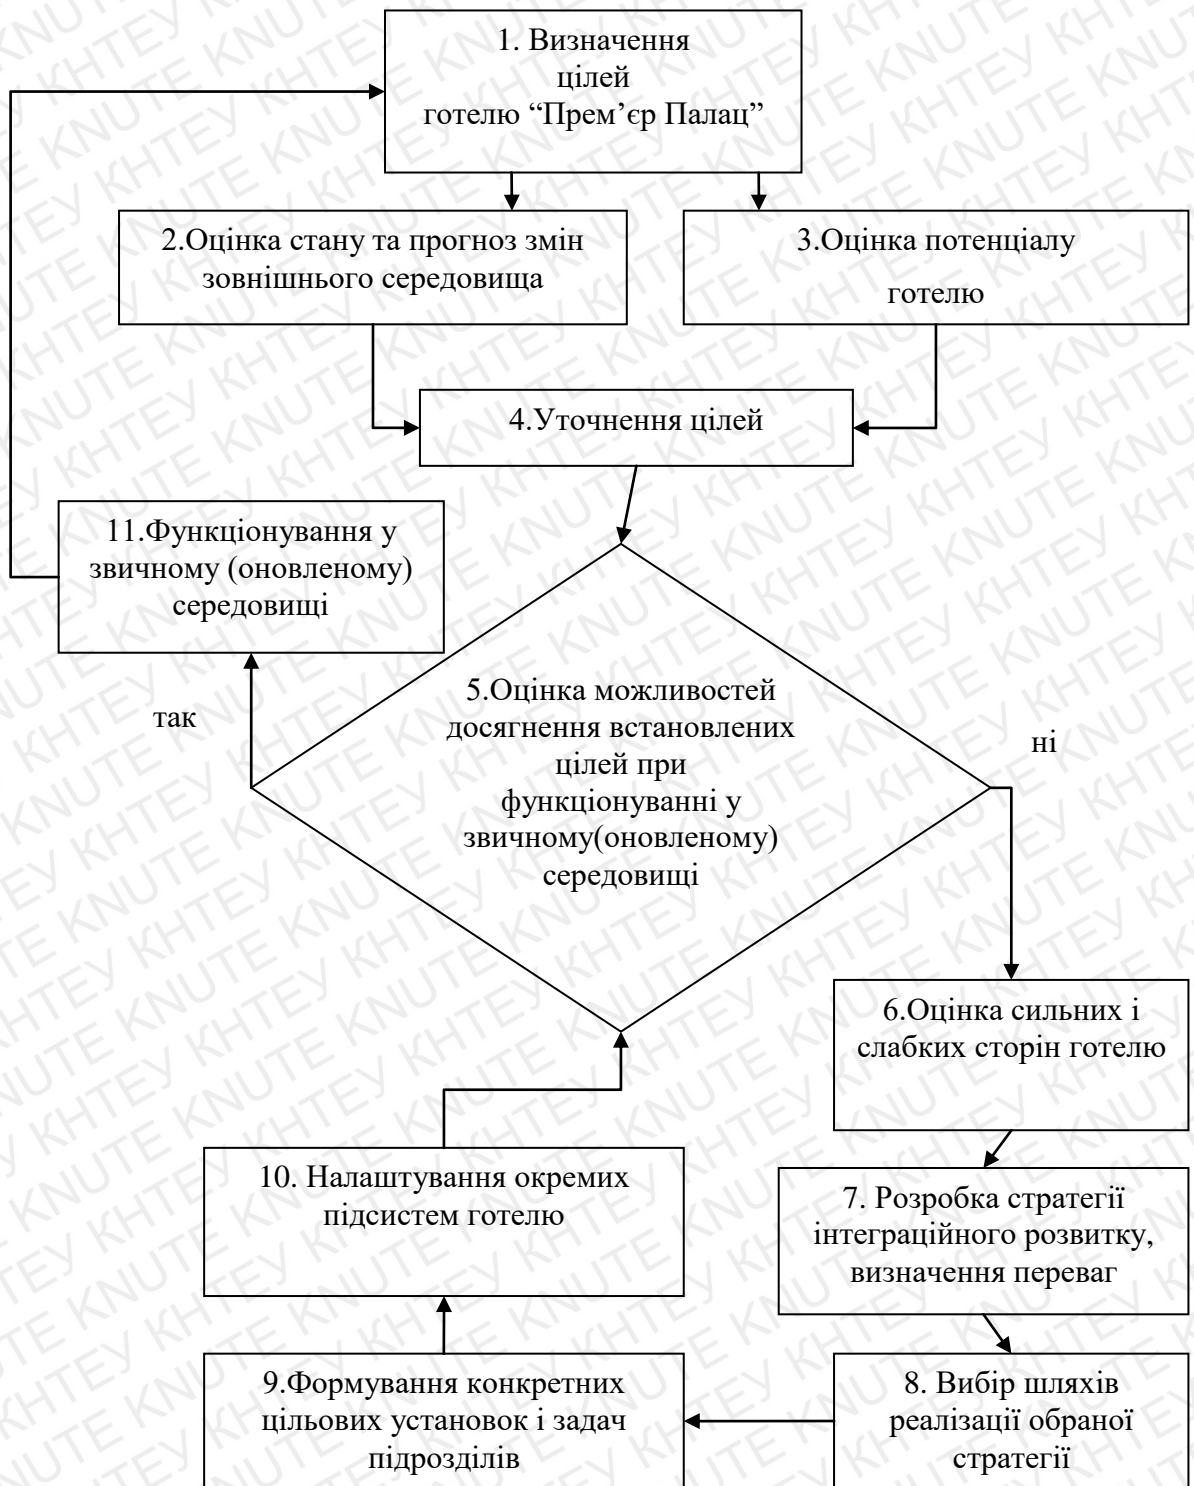 1. Визначення
цілей
готелю “Прем’єр Палац”
2.Оцінка стану та прогноз змін
зовнішнього середовища
3.Оцінка потенціалу
готелю
4.Уточнення цілей
11.Функціонування у
звичному (оновленому)
середовищі
5.Оцінка можливостей
досягнення встановлених
цілей при
функціонуванні у
звичному(оновленому)
середовищі
так
ні
6.Оцінка сильних і
слабких сторін готелю
10. Налаштування окремих
підсистем готелю
7. Розробка стратегії
інтеграційного розвитку,
визначення переваг
9.Формування конкретних
цільових установок і задач
підрозділів
8. Вибір шляхів
реалізації обраної
стратегії